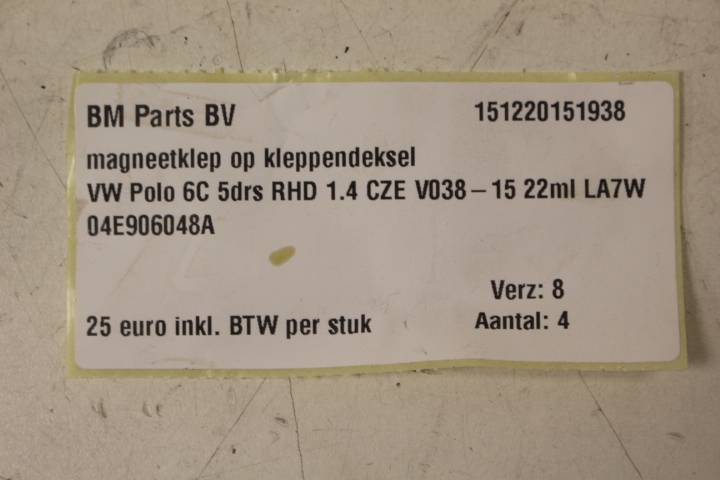 BM Parts BV 151220151938
magneetklep op kleppendeksel
VW Polo 6C 5drs RHD 1.4 CZE V038-15 22ml LA7W
04E906048A
Verz: 8
25 euro inkl. BTW per stuk Aantal: 4